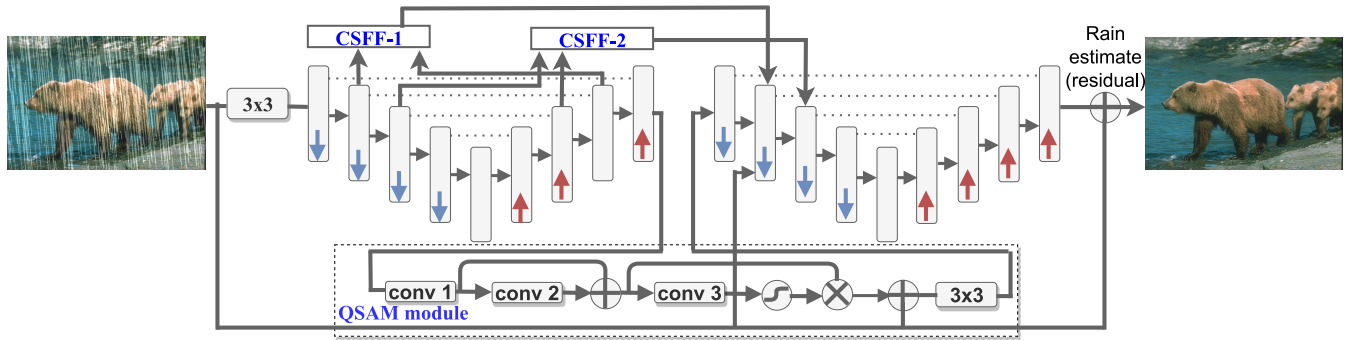 CSFF-1
CSFF-2
Rain
estimate
(residual)
3x3
conv 1
conv 2
conv 3
3x3
QSAM module